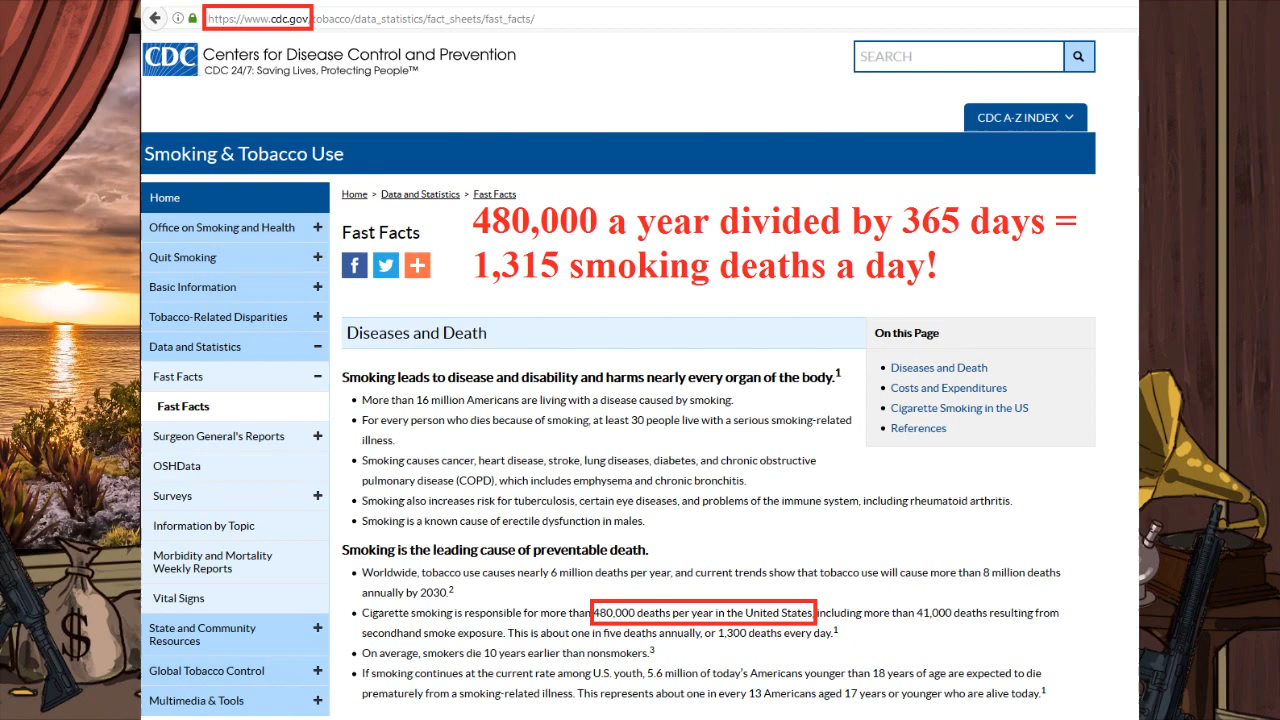 https://www.cdc.gov/tobacco/data_statistics/fact_sheets/fast_facts/
CDC
Centers for Disease Control and Prevention
CDC 24/7: Saving Lives, Protecting People™
SEARCH
CDC A-Z INDEX
Smoking & Tobacco Use
Home
Office on Smoking and Health
Quit Smoking
Basic Information
Tobacco-Related Disparities
Data and Statistics
Fast Facts
Fast Facts
Surgeon General's Reports
OSHData
Surveys
Information by Topic
Morbidity and Mortality
Weekly Reports
Vital Signs
State and Community
Resources
Global Tobacco Control
Multimedia & Tools
Home > Data and Statistics > Fast Facts
Fast Facts
480,000 a year divided by 365 days =
1,315 smoking deaths a day!
Diseases and Death
Smoking leads to disease and disability and harms nearly every organ of the body.1
• More than 16 million Americans are living with a disease caused by smoking.
• For every person who dies because of smoking, at least 30 people live with a serious smoking-related
illness.
• Smoking causes cancer, heart disease, stroke, lung diseases, diabetes, and chronic obstructive
pulmonary disease (COPD), which includes emphysema and chronic bronchitis.
• Smoking also increases risk for tuberculosis, certain eye diseases, and problems of the immune system, including rheumatoid arthritis.
• Smoking is a known cause of erectile dysfunction in males.
Smoking is the leading cause of preventable death.
• Worldwide, tobacco use causes nearly 6 million deaths per year, and current trends show that tobacco use will cause more than 8 million deaths
annually by 2030.2
• Cigarette smoking is responsible for more than 480,000 deaths per year in the United States, including more than 41,000 deaths resulting from
secondhand smoke exposure. This is about one in five deaths annually, or 1,300 deaths every day.1
• On average, smokers die 10 years earlier than nonsmokers.3
• If smoking continues at the current rate among U.S. youth, 5.6 million of today's Americans younger than 18 years of age are expected to die
prematurely from a smoking-related illness. This represents about one in every 13 Americans aged 17 years or younger who are alive today.1
On this Page
• Diseases and Death
• Costs and Expenditures
• Cigarette Smoking in the US
• References
$